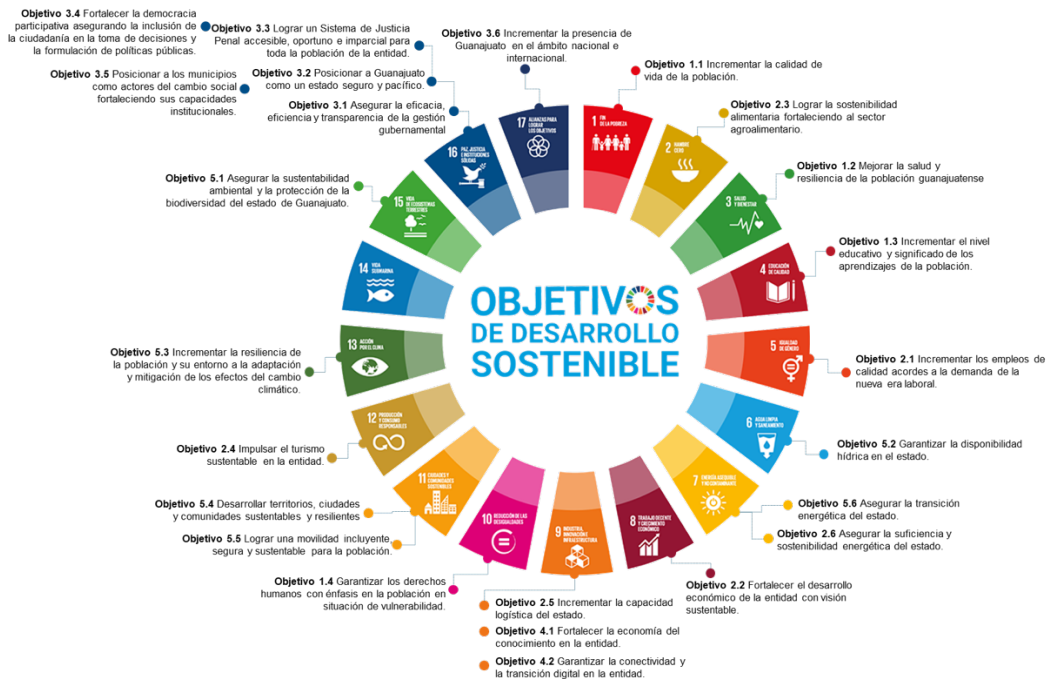 Objetivo 3.4 Fortalecer la democracia
participativa asegurando la inclusión de
la ciudadanía en la toma de decisiones y
la formulación de políticas públicas.
Objetivo 3.3 Lograr un Sistema de Justicia
Penal accesible, oportuno e imparcial para
toda la población de la entidad.
Objetivo 3.6 Incrementar la presencia de
Guanajuato en el ámbito nacional e
internacional.
Objetivo 1.1 Incrementar la calidad de
vida de la población.
Objetivo 3.5 Posicionar a los municipios
como actores del cambio social
fortaleciendo sus capacidades
institucionales.
Objetivo 3.2 Posicionar a Guanajuato
como un estado seguro y pacífico.
Objetivo 3.1 Asegurar la eficacia,
eficiencia y transparencia de la gestión
gubernamental
Objetivo 2.3 Lograr la sostenibilidad
alimentaria fortaleciendo al sector
agroalimentario.
Objetivo 1.2 Mejorar la salud y
resiliencia de la población guanajuatense
Objetivo 5.1 Asegurar la sustentabilidad
ambiental y la protección de la
biodiversidad del estado de Guanajuato.
Objetivo 1.3 Incrementar el nivel
educativo y significado de los
aprendizajes de la población.
17 ALIANZAS PARA
LOGRAR
LOS OBJETIVOS
1 FIN
DE LA POBREZA
2 HAMBRE
CERO
3 SALUD
Y BIENESTAR
4 EDUCACIÓN
DE CALIDAD
5 IGUALDAD
DE GÉNERO
6 AGUA LIMPIA
Y SANEAMIENTO
7 ENERGÍA ASEQUIBLE
Y NO CONTAMINANTE
8 TRABAJO DECENTE
Y CRECIMIENTO
ECONÓMICO
9 INDUSTRIA,
INNOVACIÓN E
INFRAESTRUCTURA
10 REDUCCIÓN DE LAS
DESIGUALDADES
11 CIUDADES Y
COMUNIDADES
SOSTENIBLES
12 PRODUCCIÓN
Y CONSUMO
RESPONSABLES
13 ACCIÓN
POR EL CLIMA
14 VIDA
SUBMARINA
15 VIDA
DE ECOSISTEMAS
TERRESTRES
16 PAZ, JUSTICIA
E INSTITUCIONES
SÓLIDAS
OBJETIVOS
DE DESARROLLO
SOSTENIBLE
Objetivo 5.3 Incrementar la resiliencia de
la población y su entorno a la adaptación
y mitigación de los efectos del cambio
climático.
Objetivo 2.1 Incrementar los empleos de
calidad acordes a la demanda de la
nueva era laboral.
Objetivo 2.4 Impulsar el turismo
sustentable en la entidad.
Objetivo 5.2 Garantizar la disponibilidad
hídrica en el estado.
Objetivo 5.4 Desarrollar territorios, ciudades
y comunidades sustentables y resilientes
Objetivo 5.6 Asegurar la transición
energética del estado.
Objetivo 5.5 Lograr una movilidad incluyente,
segura y sustentable para la población.
Objetivo 2.6 Asegurar la suficiencia y
sostenibilidad energética del estado.
Objetivo 1.4 Garantizar los derechos
humanos con énfasis en la población en
situación de vulnerabilidad.
Objetivo 2.2 Fortalecer el desarrollo
económico de la entidad con visión
sustentable.
Objetivo 2.5 Incrementar la capacidad
logística del estado.
Objetivo 4.1 Fortalecer la economía del
conocimiento en la entidad.
Objetivo 4.2 Garantizar la conectividad y
la transición digital en la entidad.